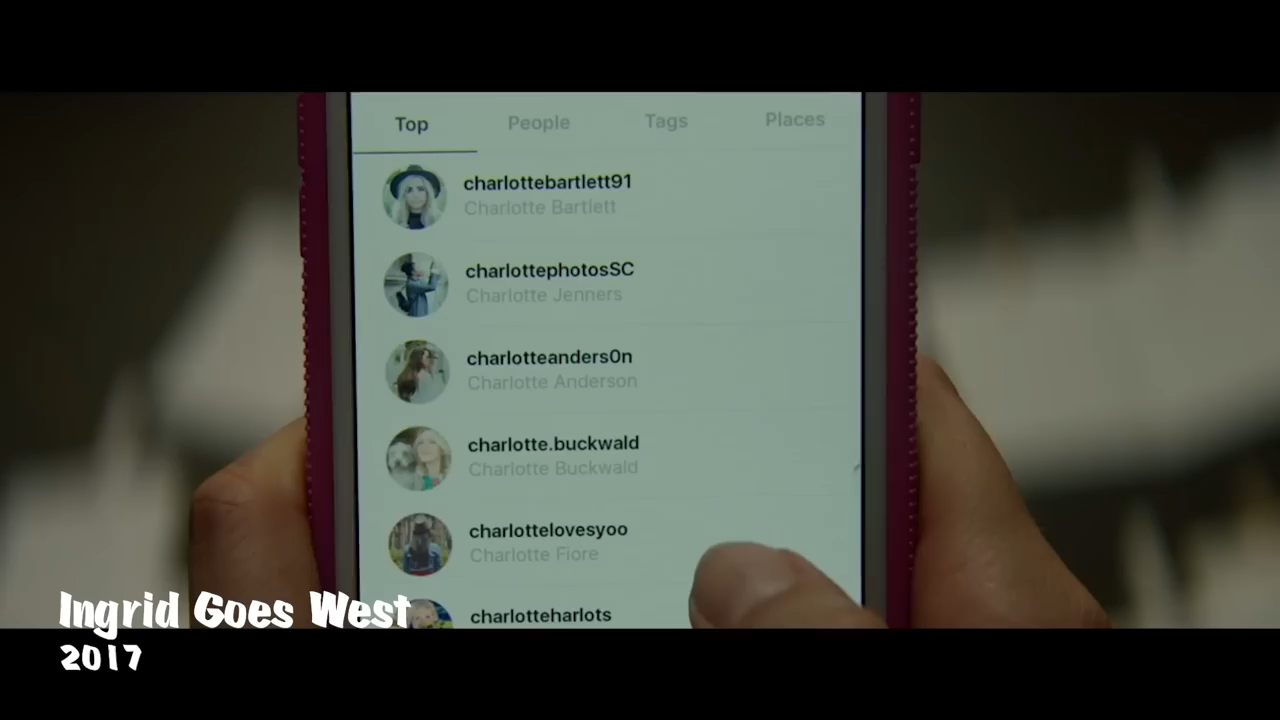 Top People Tags Places
charlottebartlett91
Charlotte Bartlett
charlottephotosSC
Charlotte Jenners
charlotteanders0n
Charlotte Anderson
charlotte.buckwald
Charlotte Buckwald
charlottelovesyoo
Charlotte Fiore
charlotteharlots
Ingrid Goes West
2017